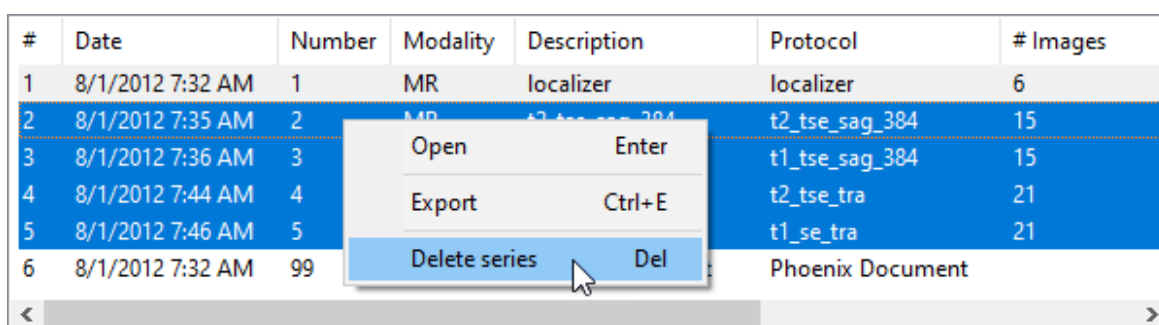 # Date Number Modality Description Protocol # Images
1 8/1/2012 7:32 AM 1 MR localizer localizer 6
2 8/1/2012 7:35 AM 2 MR t2_tse_sag_384 t2_tse_sag_384 15
Open Enter
3 8/1/2012 7:36 AM 3 t1_tse_sag_384 15
4 8/1/2012 7:44 AM 4 t2_tse_tra 21
Export Ctrl+E
5 8/1/2012 7:46 AM 5 t1_se_tra 21
Delete series Del
6 8/1/2012 7:32 AM 99 Phoenix Document